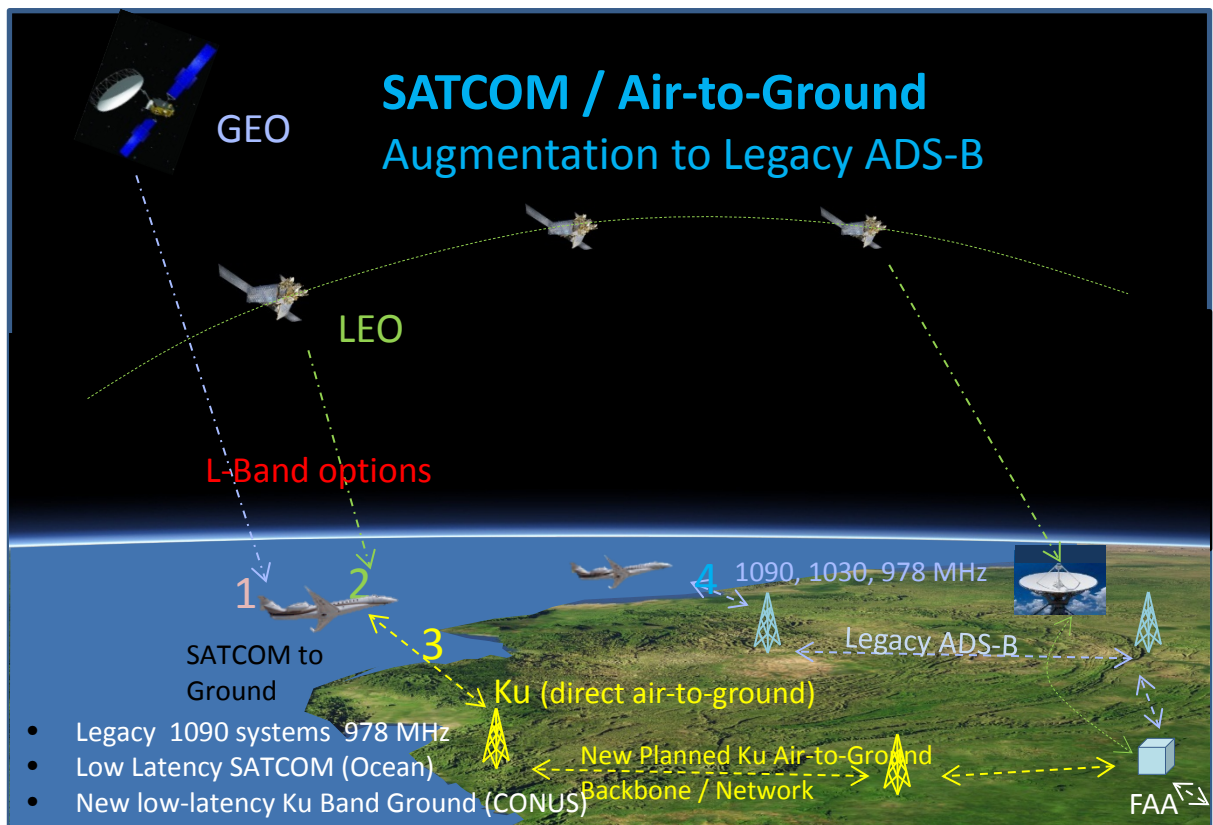 SATCOM / Air-to-Ground
Augmentation to Legacy ADS-B
GEO
LEO
L-Band options
1
2
3
4
1090, 1030, 978 MHz
Legacy ADS-B
SATCOM to
Ground
Ku (direct air-to-ground)
• Legacy 1090 systems 978 MHz
• Low Latency SATCOM (Ocean)
• New low-latency Ku Band Ground (CONUS)
New Planned Ku Air-to-Ground
Backbone / Network
FAA